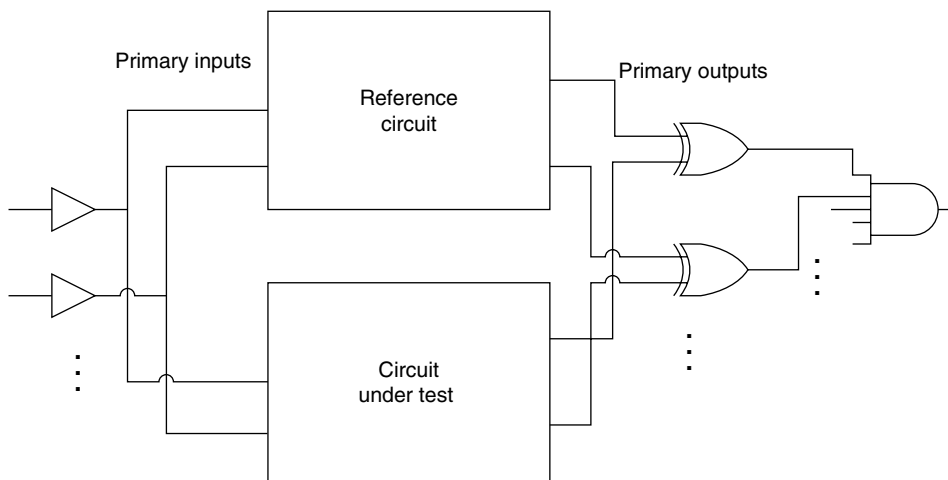 Primary inputs
Reference
circuit
Primary outputs
Circuit
under test